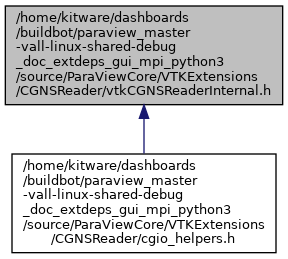 /home/kitware/dashboards
/buildbot/paraview_master
-vall-linux-shared-debug
_doc_extdeps_gui_mpi_python3
/source/ParaViewCore/VTKExtensions
/CGNSReader/vtkCGNSReaderInternal.h
/home/kitware/dashboards
/buildbot/paraview_master
-vall-linux-shared-debug
_doc_extdeps_gui_mpi_python3
/source/ParaViewCore/VTKExtensions
/CGNSReader/cgio_helpers.h